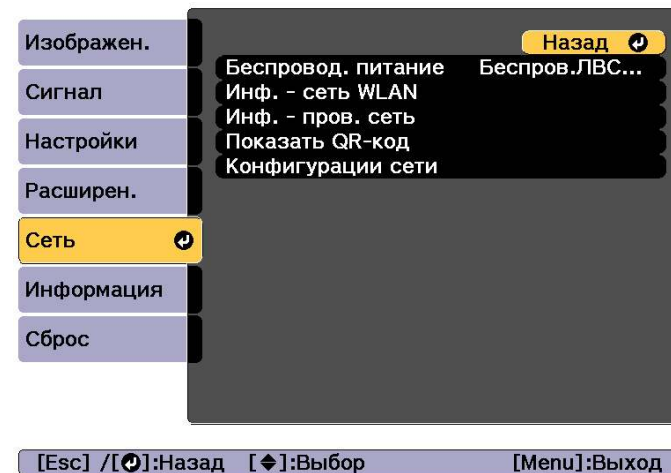 Изображен.
Сигнал
Настройки
Расширен.
Сеть
Информация
Сброс
Назад
Беспровод. питание Беспров.ЛВС...
Инф. - сеть WLAN
Инф. - пров. сеть
Показать QR-код
Конфигурации сети
[Esc] /[]:Назад []:Выбор [Menu]:Выход